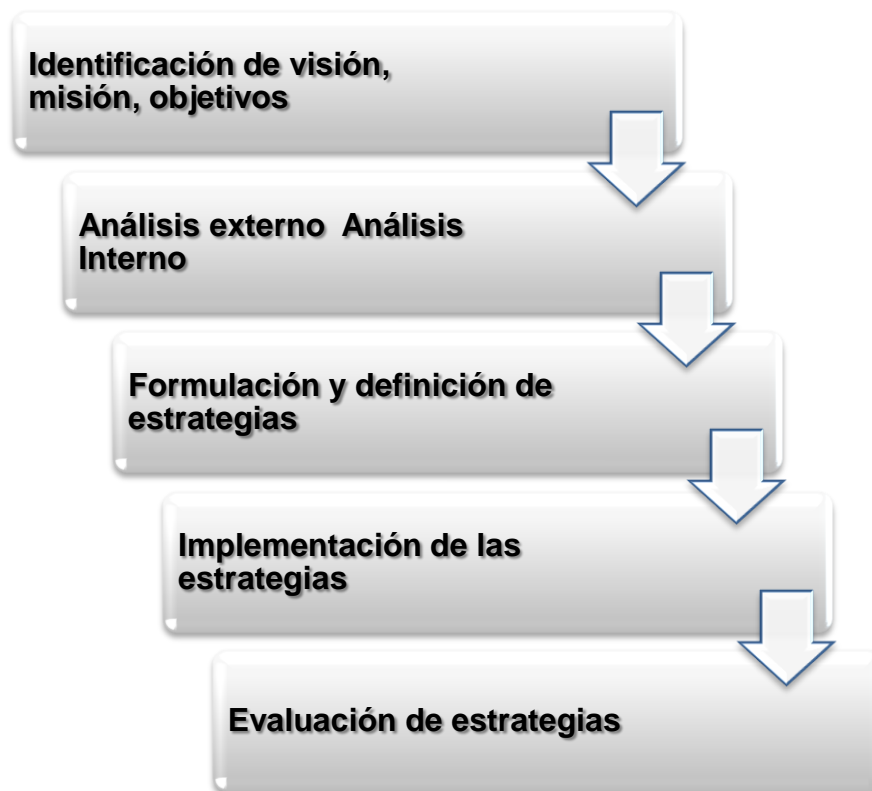 Identificación de visión,
misión, objetivos
Análisis externo  Análisis
Interno
Formulación y definición de
estrategias
Implementación de las
estrategias
Evaluación de estrategias